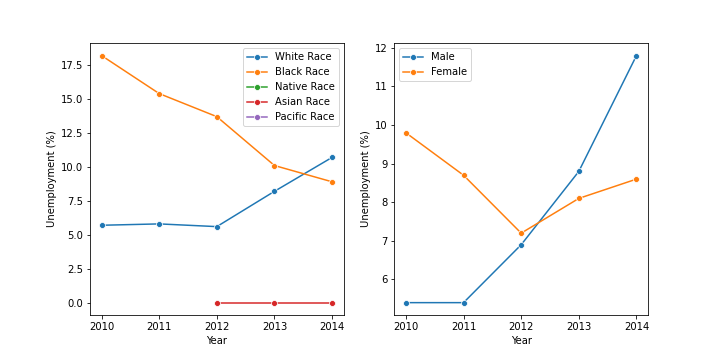 White Race
Black Race
Native Race
Asian Race
Pacific Race
17.5
15.0
12.5
10.0
7.5
5.0
2.5
0.0
Unemployment (%)
2010 2011 2012 2013 2014
Year
Male
Female
12
11
10
9
8
7
6
Unemployment (%)
2010 2011 2012 2013 2014
Year